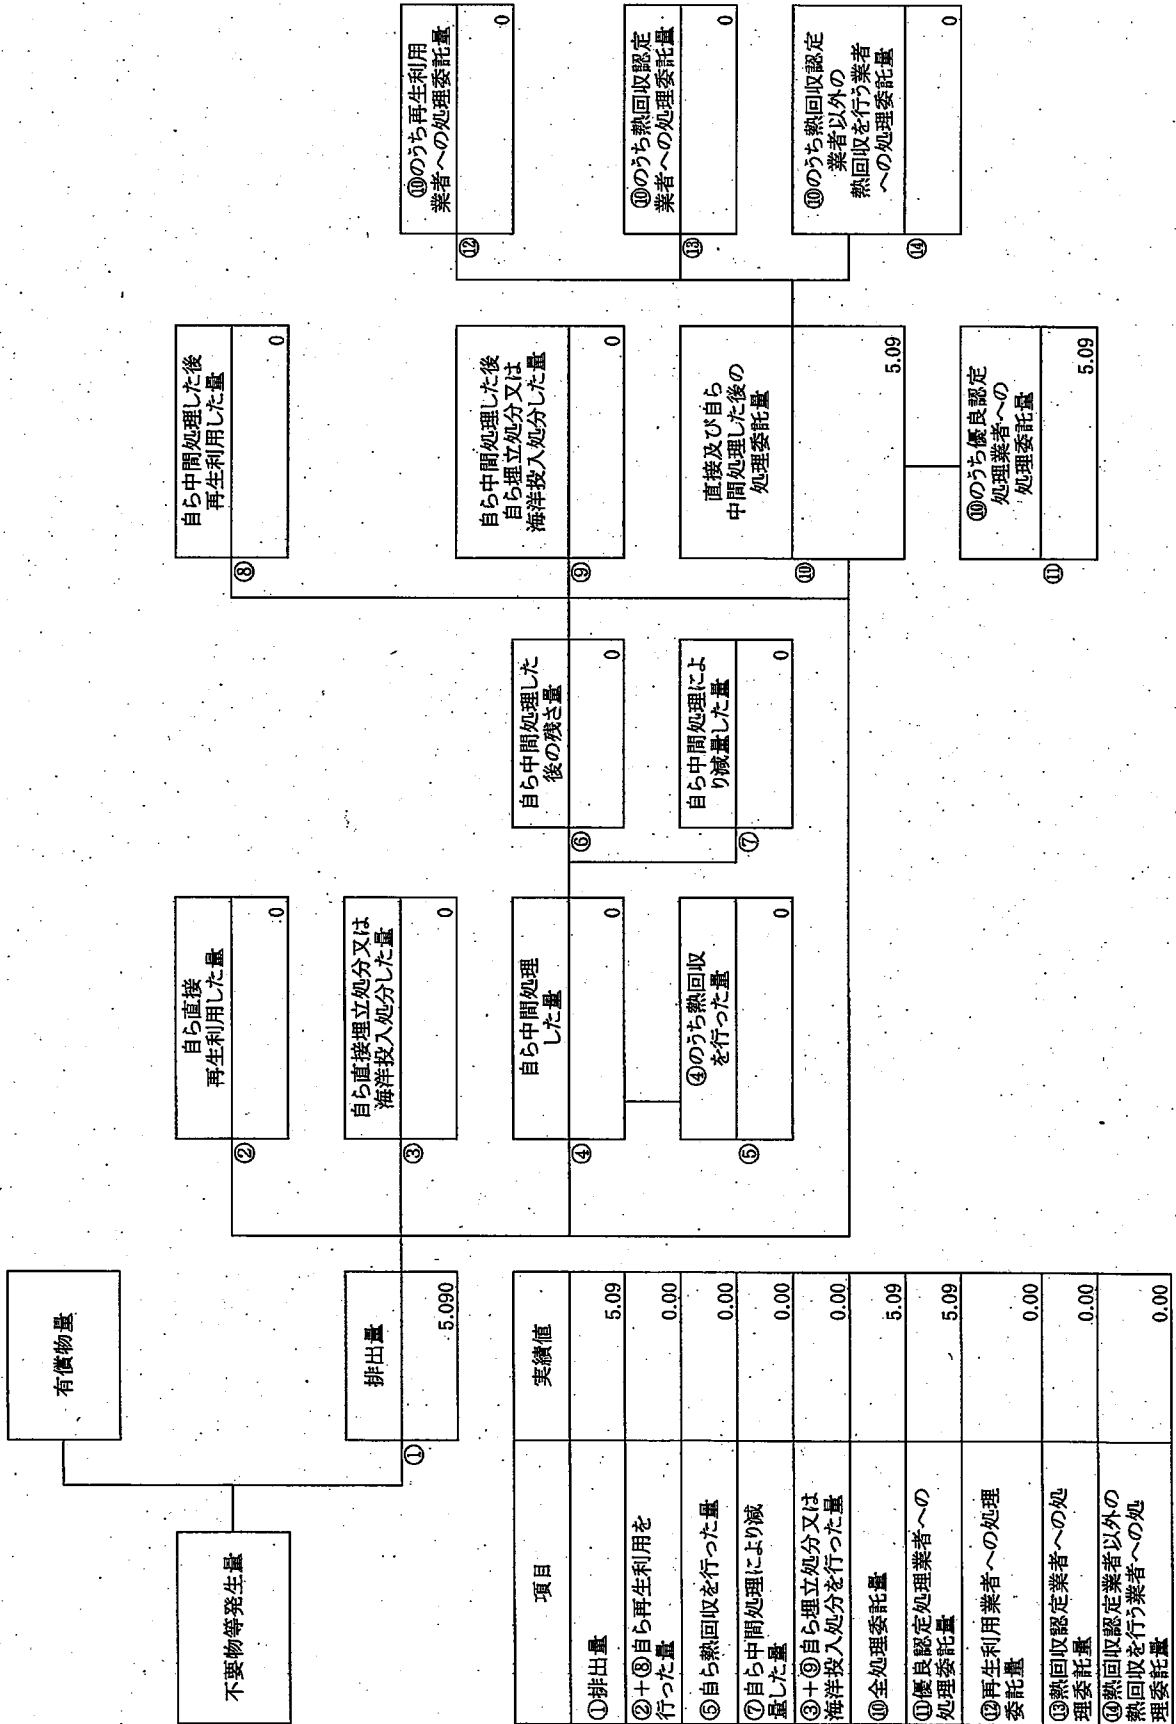 不要物等発生量
有償物量
排出量
①
5.090
自ら直接
再生利用した量
②
0
自ら直接埋立処分又は
海洋投入処分した量
③
0
自ら中間処理
した量
④
0
④のうち熱回収
を行った量
⑤
0
自ら中間処理した
後の残さ量
⑥
0
自ら中間処理によ
り減量した量
⑦
0
自ら中間処理した後
再生利用した量
⑧
0
自ら中間処理した後
自ら埋立処分又は
海洋投入処分した量
⑨
0
直接及び自ら
中間処理した後の
処理委託量
⑩
5.09
⑩のうち優良認定
処理業者への
処理委託量
⑪
5.09
⑩のうち再生利用
業者への処理委託量
⑫
0
⑩のうち熱回収認定
業者への処理委託量
⑬
0
⑩のうち熱回収認定
業者以外の
熱回収を行う業者
への処理委託量
⑭
0
項目 実績値
①排出量 5.09
②+⑧自ら再生利用を
行った量 0.00
⑤自ら熱回収を行った量 0.00
⑦自ら中間処理により減
量した量 0.00
③+⑨自ら埋立処分又は
海洋投入処分を行った量 0.00
⑩全処理委託量 5.09
⑪優良認定処理業者への
処理委託量 5.09
⑫再生利用業者への処理
委託量 0.00
⑬熱回収認定業者への処
理委託量 0.00
⑭熱回収認定業者以外の
熱回収を行う業者への処
理委託量 0.00